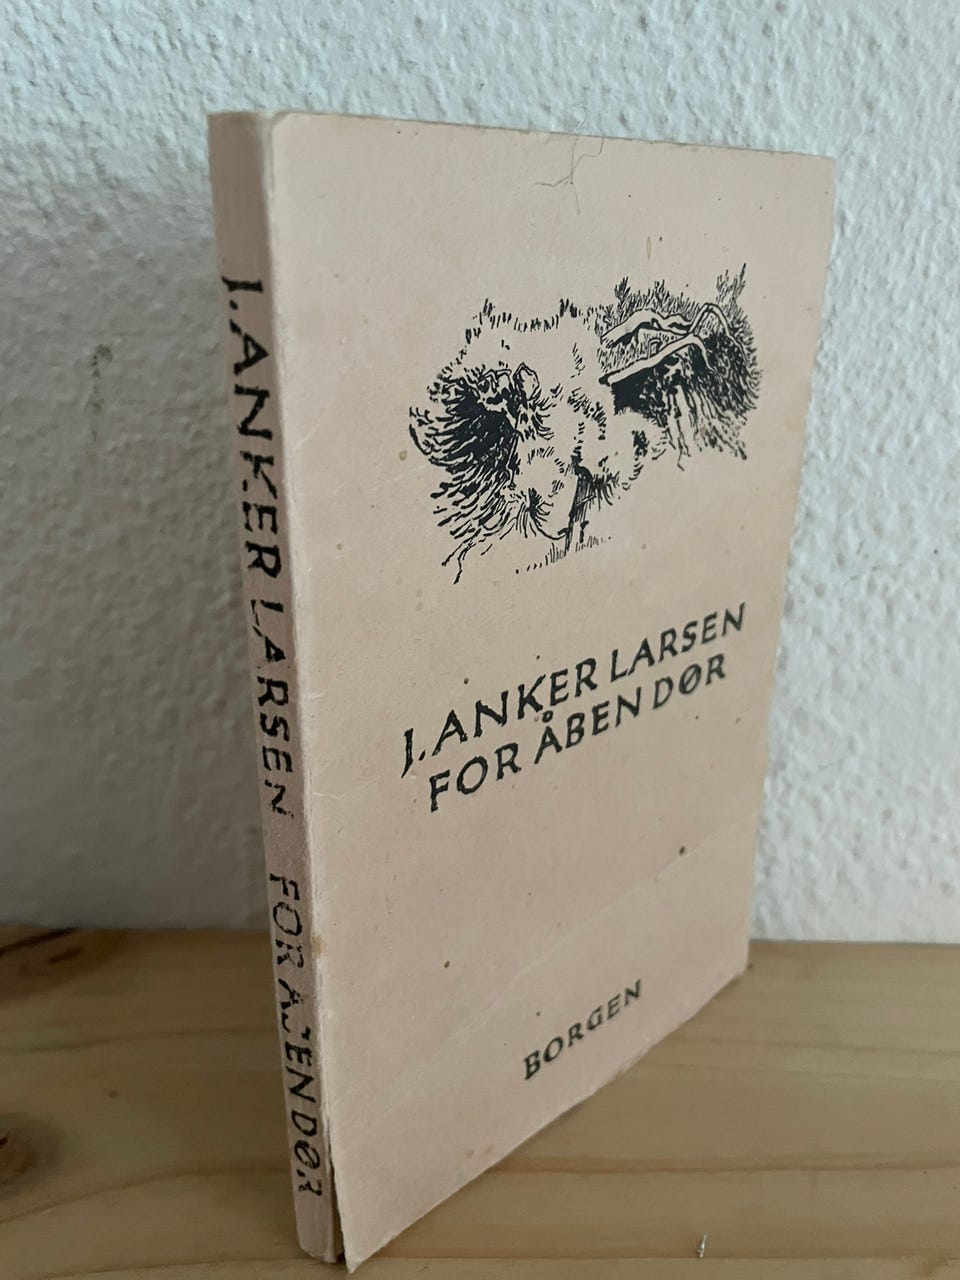 J. ANKER LARSEN FOR ÅBEN DØR
J. ANKER LARSEN
FOR ÅBEN DØR
BORGEN